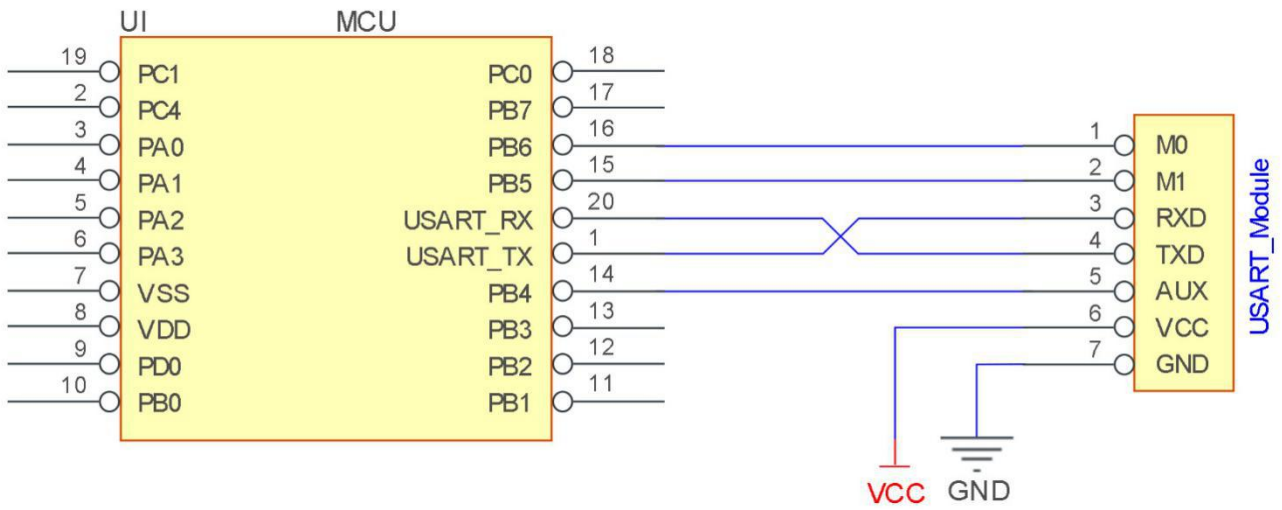 UI MCU
19 PC1 PC0 18
2 PC4 PB7 17
3 PA0 PB6 16 1 M0
4 PA1 PB5 15 2 M1
5 PA2 USART_RX 20 3 RXD
6 PA3 USART_TX 1 4 TXD
7 VSS PB4 14 5 AUX
8 VDD PB3 13 6 VCC
9 PD0 PB2 12 7 GND
10 PB0 PB1 11
USART_Module
VCC GND